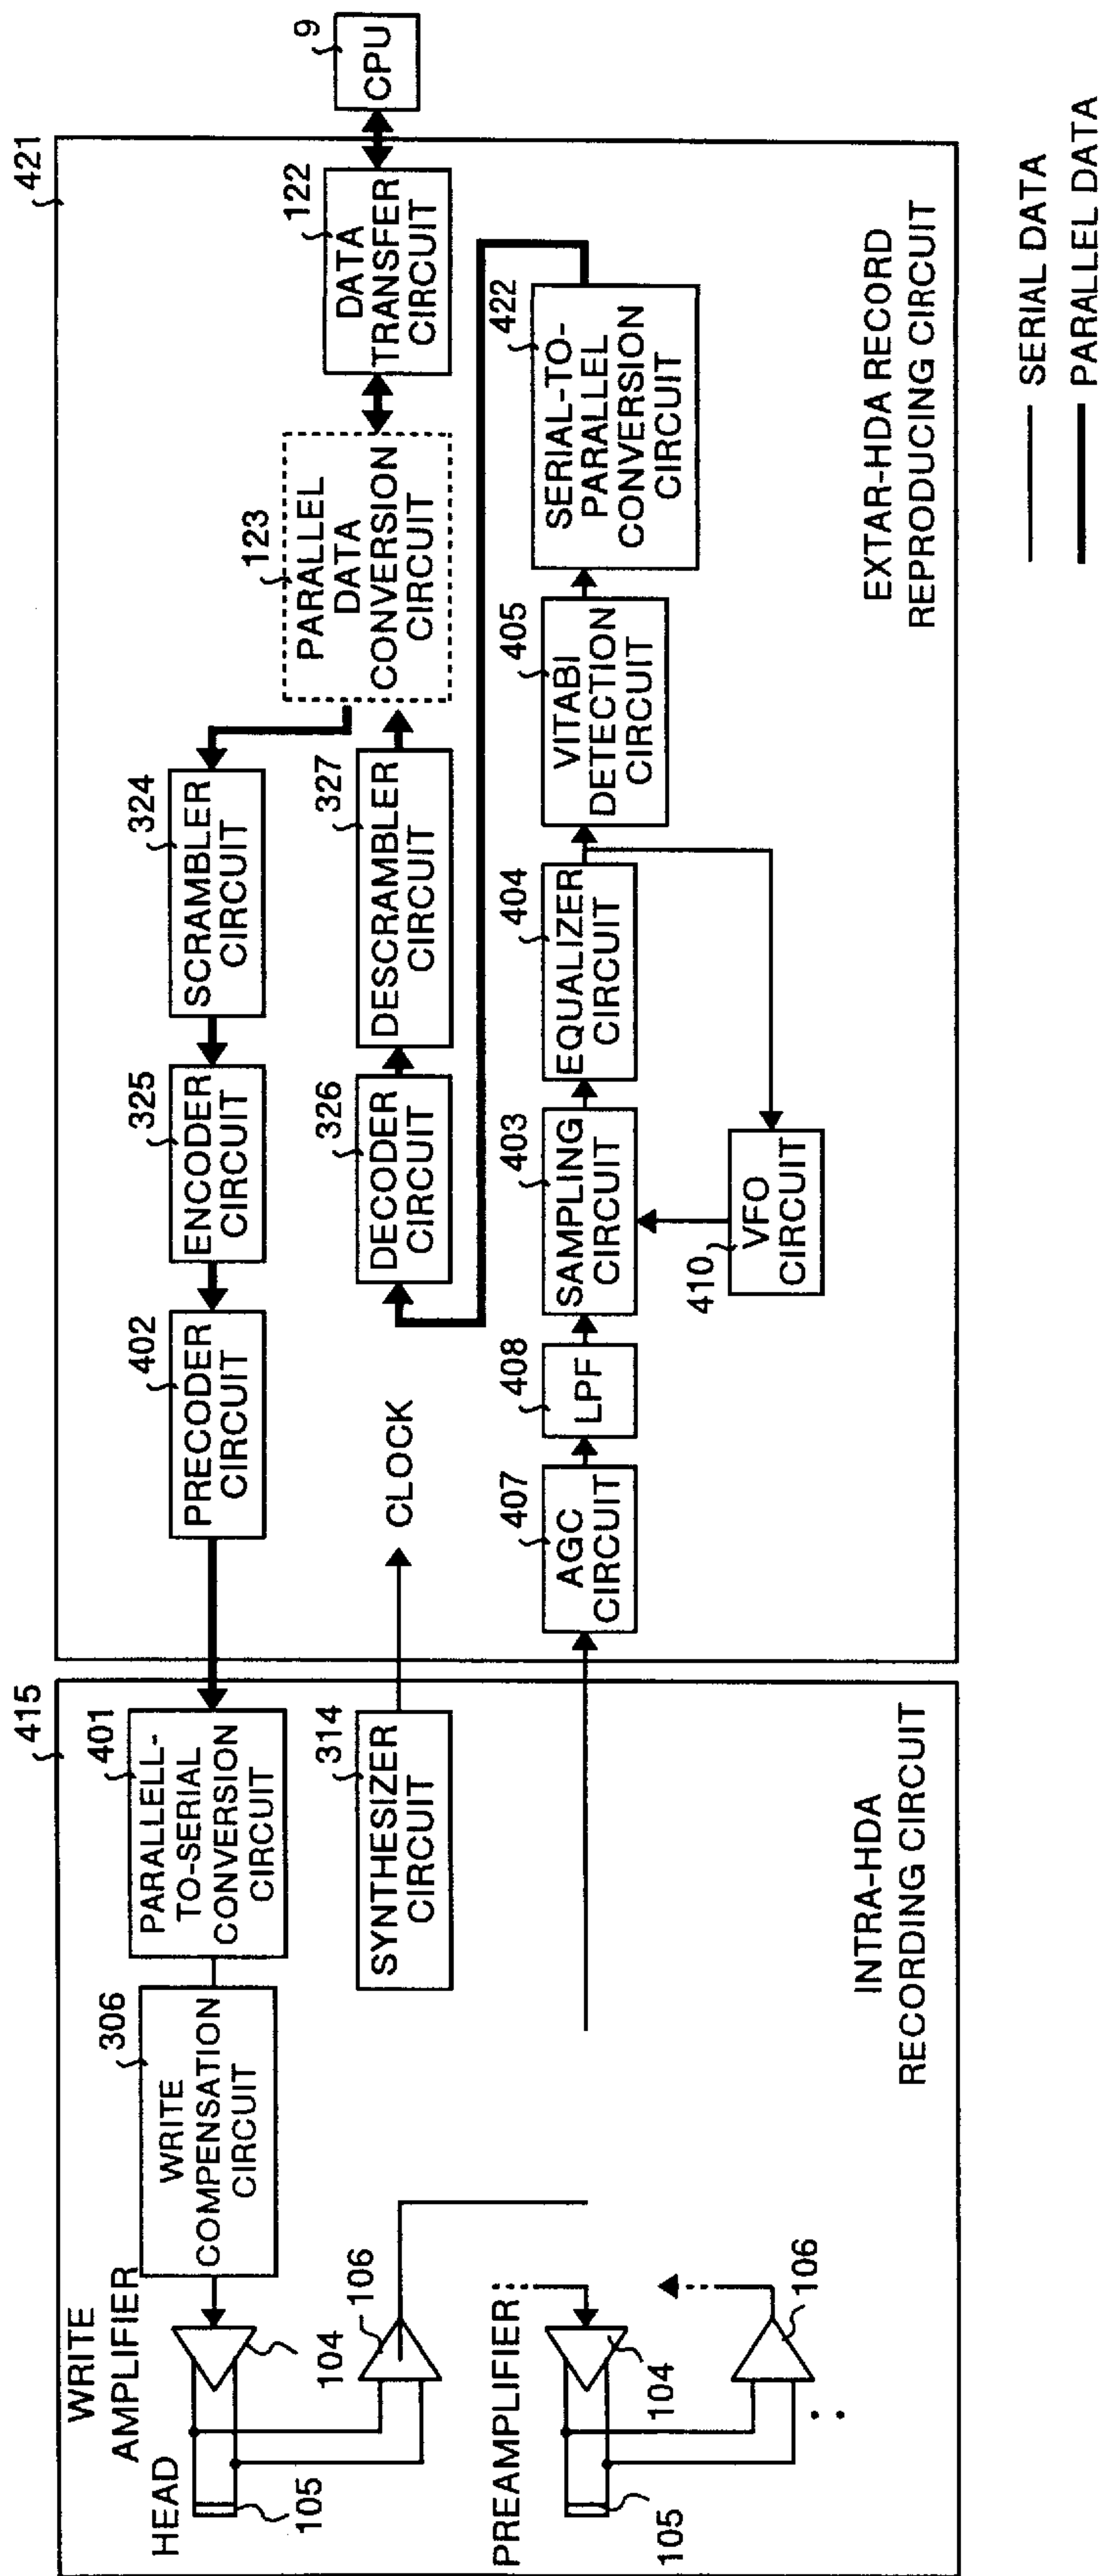 421
9
CPU
122
DATA
TRANSFER
CIRCUIT
123
PARALLEL
DATA
CONVERSION
CIRCUIT
324
SCRAMBLER
CIRCUIT
325
ENCODER
CIRCUIT
402
PRECODER
CIRCUIT
327
DESCRAMBLER
CIRCUIT
326
DECODER
CIRCUIT
CLOCK
422
SERIAL-TO-
PARALLEL
CONVERSION
CIRCUIT
405
VITABI
DETECTION
CIRCUIT
404
EQUALIZER
CIRCUIT
403
SAMPLING
CIRCUIT
408
LPF
407
AGC
CIRCUIT
410
VFO
CIRCUIT
EXTAR-HDA RECORD
REPRODUCING CIRCUIT
415
401
PARALLELL-
TO-SERIAL
CONVERSION
CIRCUIT
306
WRITE
COMPENSATION
CIRCUIT
WRITE
AMPLIFIER
HEAD
104
105
106
314
SYNTHESIZER
CIRCUIT
PREAMPLIFIER
104
105
106
INTRA-HDA
RECORDING CIRCUIT
SERIAL DATA
PARALLEL DATA